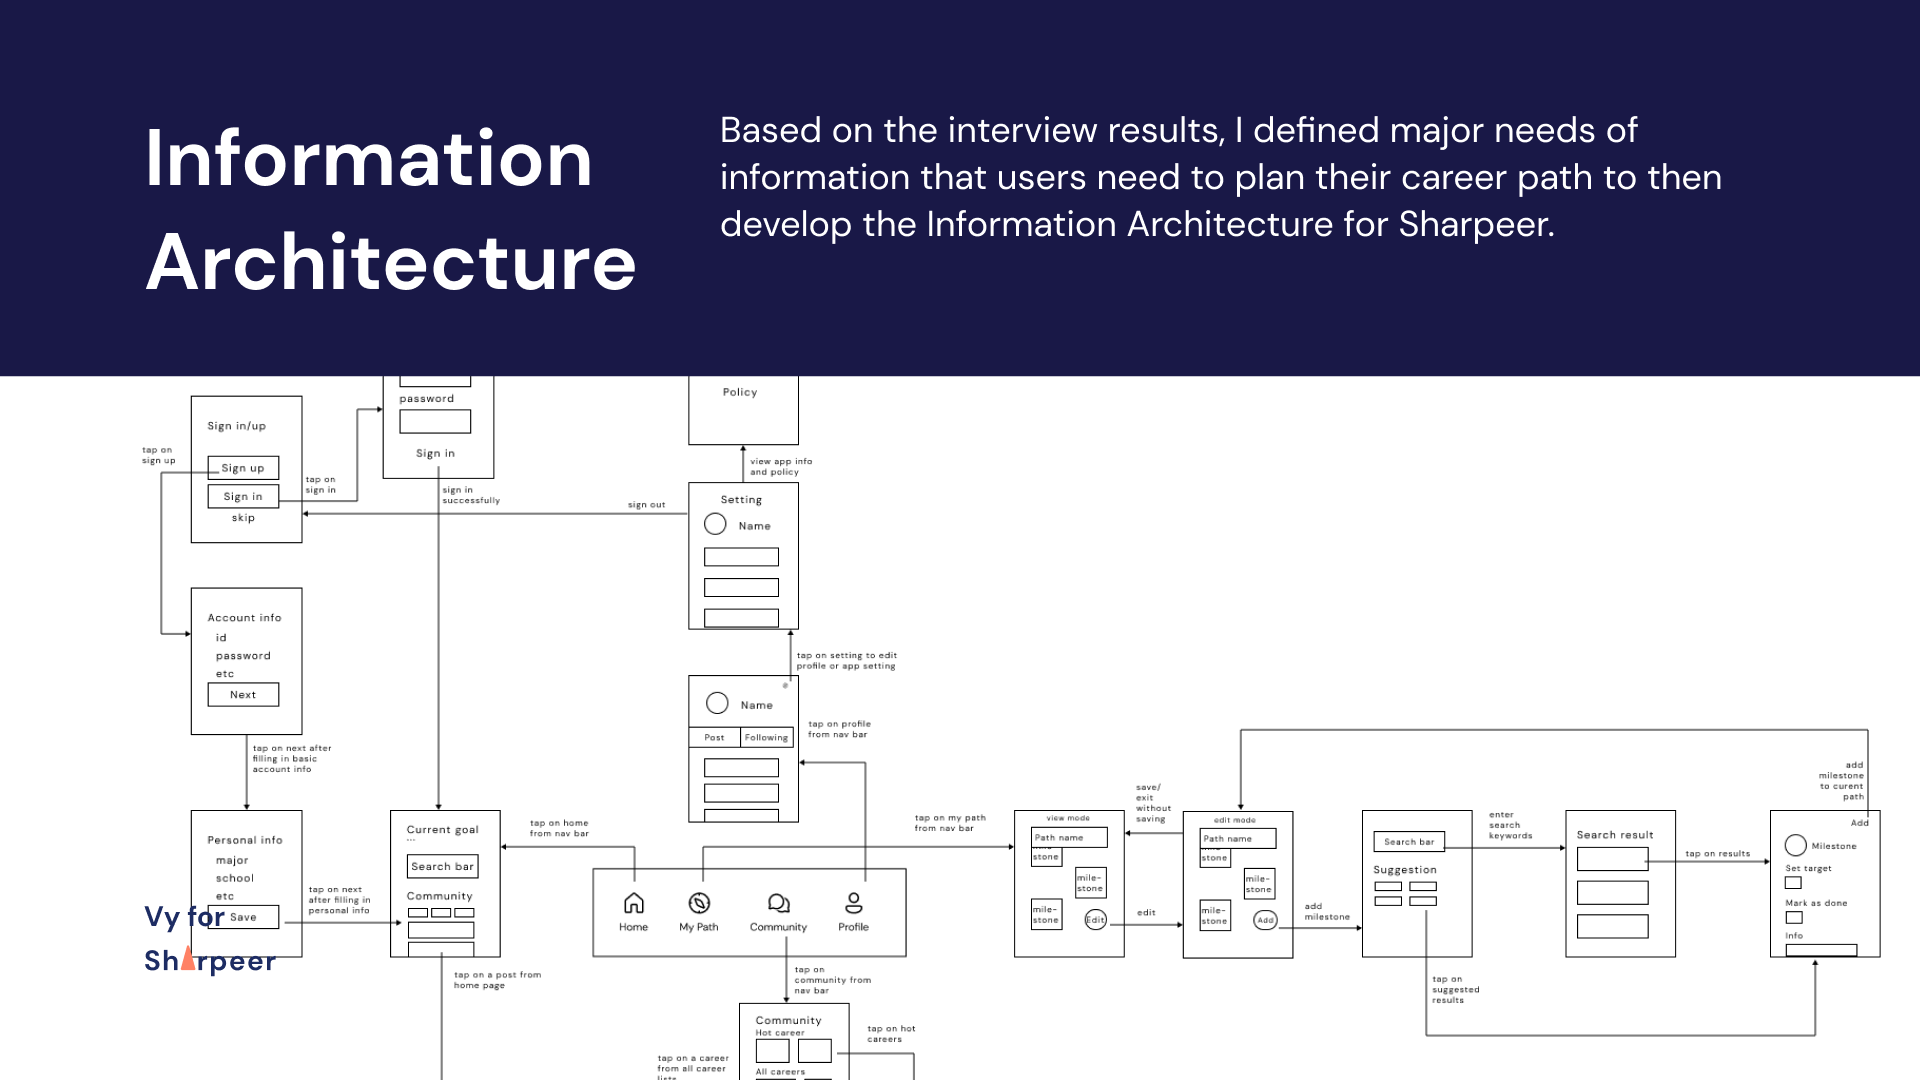 Information
Architecture
Based on the interview results, I defined major needs of
information that users need to plan their career path to then
develop the Information Architecture for Sharpeer.
Sign in/up
Sign up
Sign in
skip
tap on
sign up
tap on
sign in
password
Sign in
sign in
successfully
sign out
Policy
view app info
and policy
Setting
Name
tap on setting to edit
profile or app setting
Name
Post
Following
tap on profile
from nav bar
Account info
id
password
etc
Next
tap on next after
filling in basic
account info
Personal info
major
school
etc
Save
tap on next
after filling in
personal info
Vy for
Sharpeer
Current goal
...
Search bar
Community
tap on a post from
home page
tap on home
from nav bar
Home
My Path
Community
Profile
tap on
community from
nav bar
Community
Hot career
All careers
tap on hot
careers
tap on a career
from all career
lists
tap on my path
from nav bar
view mode
Path name
stone
mile-
stone
mile-
stone
Edit
edit
save/
exit
without
saving
edit mode
Path name
stone
mile-
stone
mile-
stone
Add
add
milestone
Search bar
Suggestion
enter
search
keywords
tap on
suggested
results
Search result
tap on results
add
milestone
to curent
path
Add
Milestone
Set target
Mark as done
Info